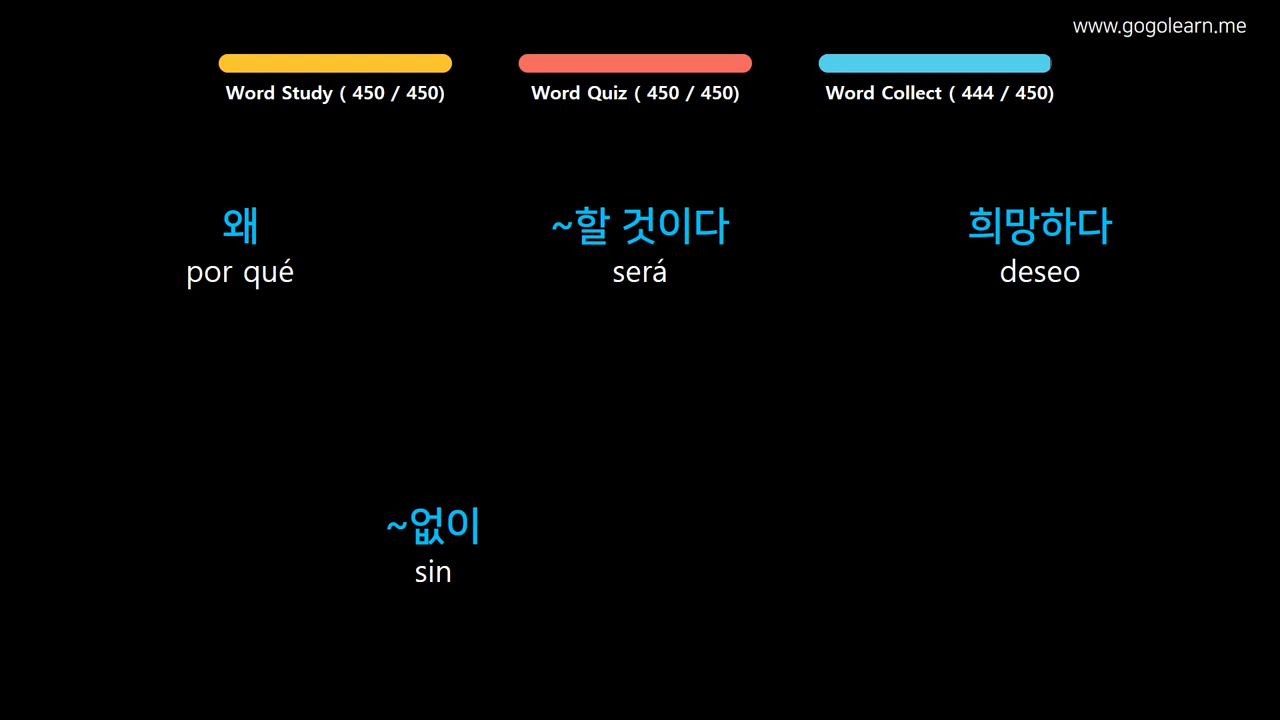 www.gogolearn.me
Word Study ( 450 / 450)
Word Quiz ( 450 / 450)
Word Collect ( 444 / 450)
왜
por qué
~할 것이다
será
희망하다
deseo
~없이
sin